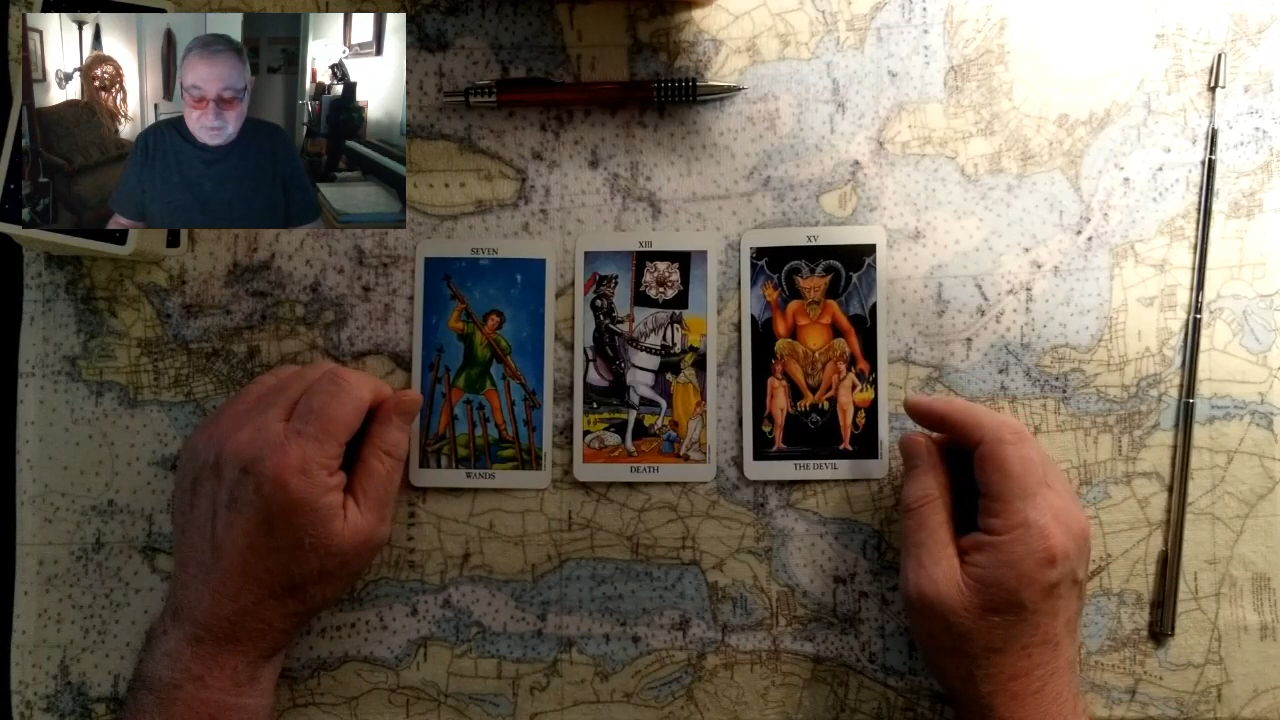 SEVEN
WANDS
XIII
DEATH
XV
THE DEVIL